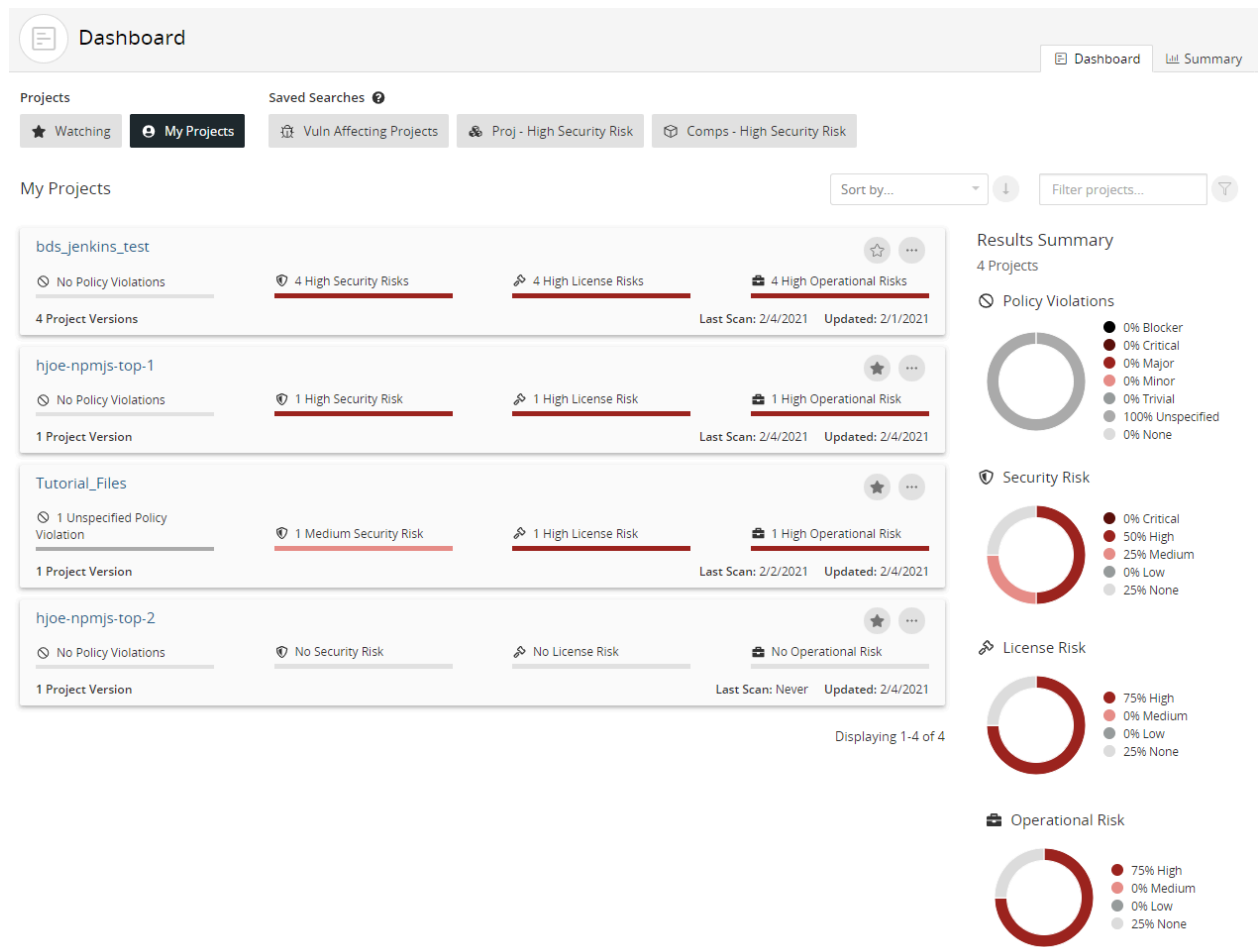 Dashboard
Dashboard
Summary
Projects
Saved Searches
Watching
My Projects
Vuln Affecting Projects
Proj - High Security Risk
Comps - High Security Risk
My Projects
Sort by...
Filter projects...
bds_jenkins_test
No Policy Violations
4 High Security Risks
4 High License Risks
4 High Operational Risks
4 Project Versions
Last Scan: 2/4/2021 Updated: 2/1/2021
hjoe-npmjs-top-1
No Policy Violations
1 High Security Risk
1 High License Risk
1 High Operational Risk
1 Project Version
Last Scan: 2/4/2021 Updated: 2/4/2021
Tutorial_Files
1 Unspecified Policy
Violation
1 Medium Security Risk
1 High License Risk
1 High Operational Risk
1 Project Version
Last Scan: 2/2/2021 Updated: 2/4/2021
hjoe-npmjs-top-2
No Policy Violations
No Security Risk
No License Risk
No Operational Risk
1 Project Version
Last Scan: Never Updated: 2/4/2021
Displaying 1-4 of 4
Results Summary
4 Projects
Policy Violations
0% Blocker
0% Critical
0% Major
0% Minor
0% Trivial
100% Unspecified
0% None
Security Risk
0% Critical
50% High
25% Medium
0% Low
25% None
License Risk
75% High
0% Medium
0% Low
25% None
Operational Risk
75% High
0% Medium
0% Low
25% None